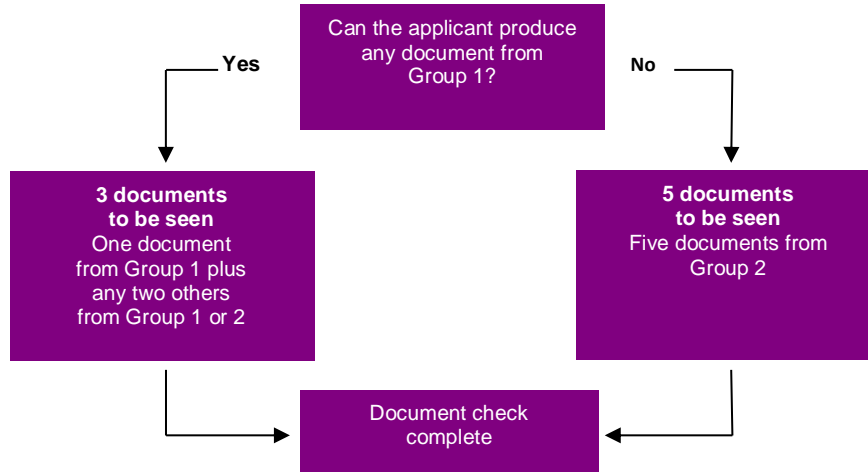 Can the applicant produce
any document from
Group 1?
Yes
No
3 documents
to be seen
One document
from Group 1 plus
any two others
from Group 1 or 2
5 documents
to be seen
Five documents from
Group 2
Document check
complete